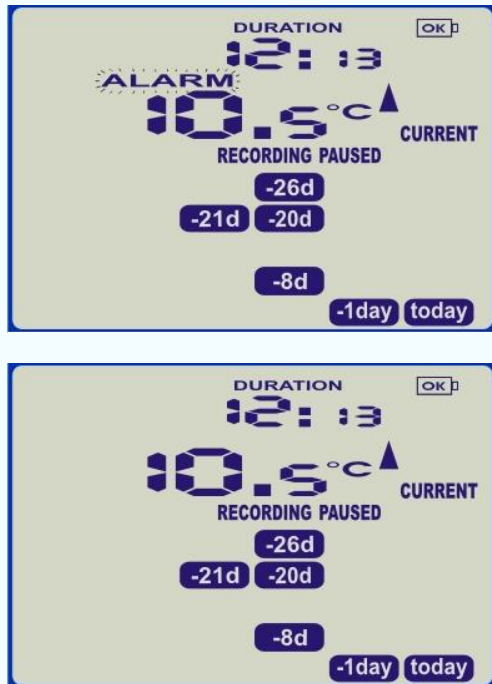 DURATION OK
12:13
ALARM
10.5°C CURRENT
RECORDING PAUSED
-26d
-21d -20d
-8d
-1day today
DURATION OK
12:13
10.5°C CURRENT
RECORDING PAUSED
-26d
-21d -20d
-8d
-1day today